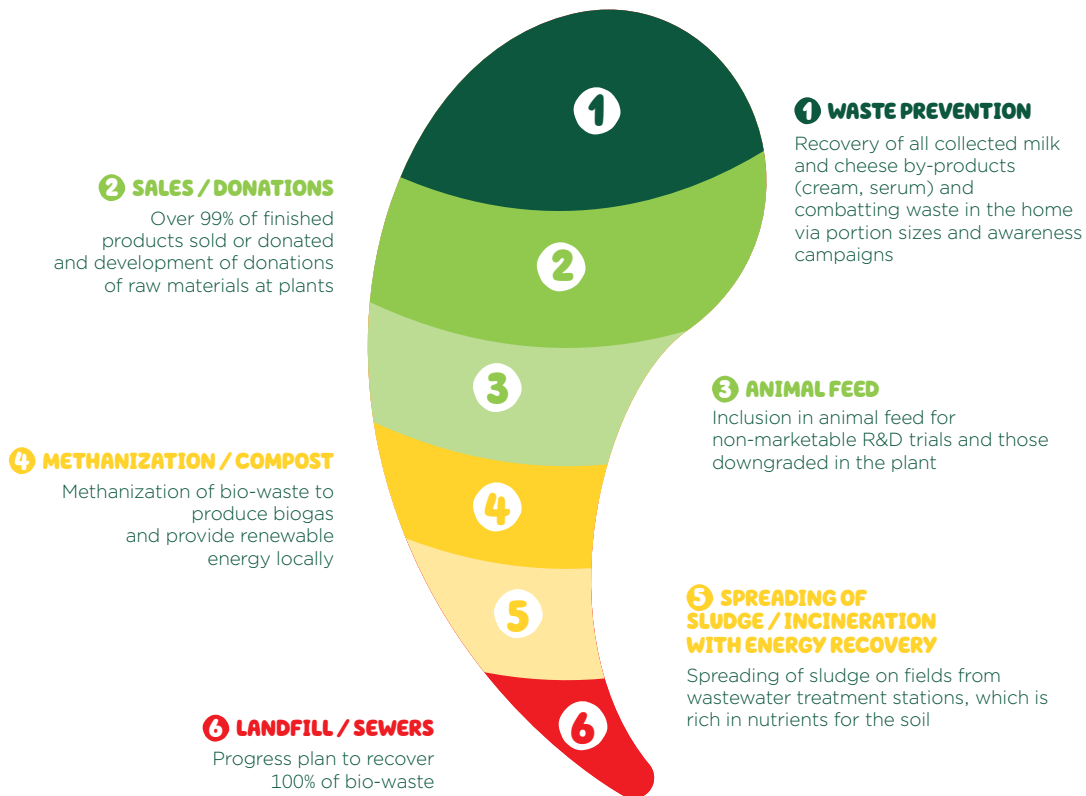 1
1 WASTE PREVENTION
Recovery of all collected milk
and cheese by-products
(cream, serum) and
combatting waste in the home
via portion sizes and awareness
campaigns
2 SALES / DONATIONS
Over 99% of finished
products sold or donated
and development of donations
of raw materials at plants
2
3
3 ANIMAL FEED
Inclusion in animal feed for
non-marketable R&D trials and those
downgraded in the plant
4 METHANIZATION / COMPOST
Methanization of bio-waste to
produce biogas
and provide renewable
energy locally
4
5
5 SPREADING OF
SLUDGE / INCINERATION
WITH ENERGY RECOVERY
Spreading of sludge on fields from
wastewater treatment stations, which is
rich in nutrients for the soil
6 LANDFILL / SEWERS
Progress plan to recover
100% of bio-waste
6